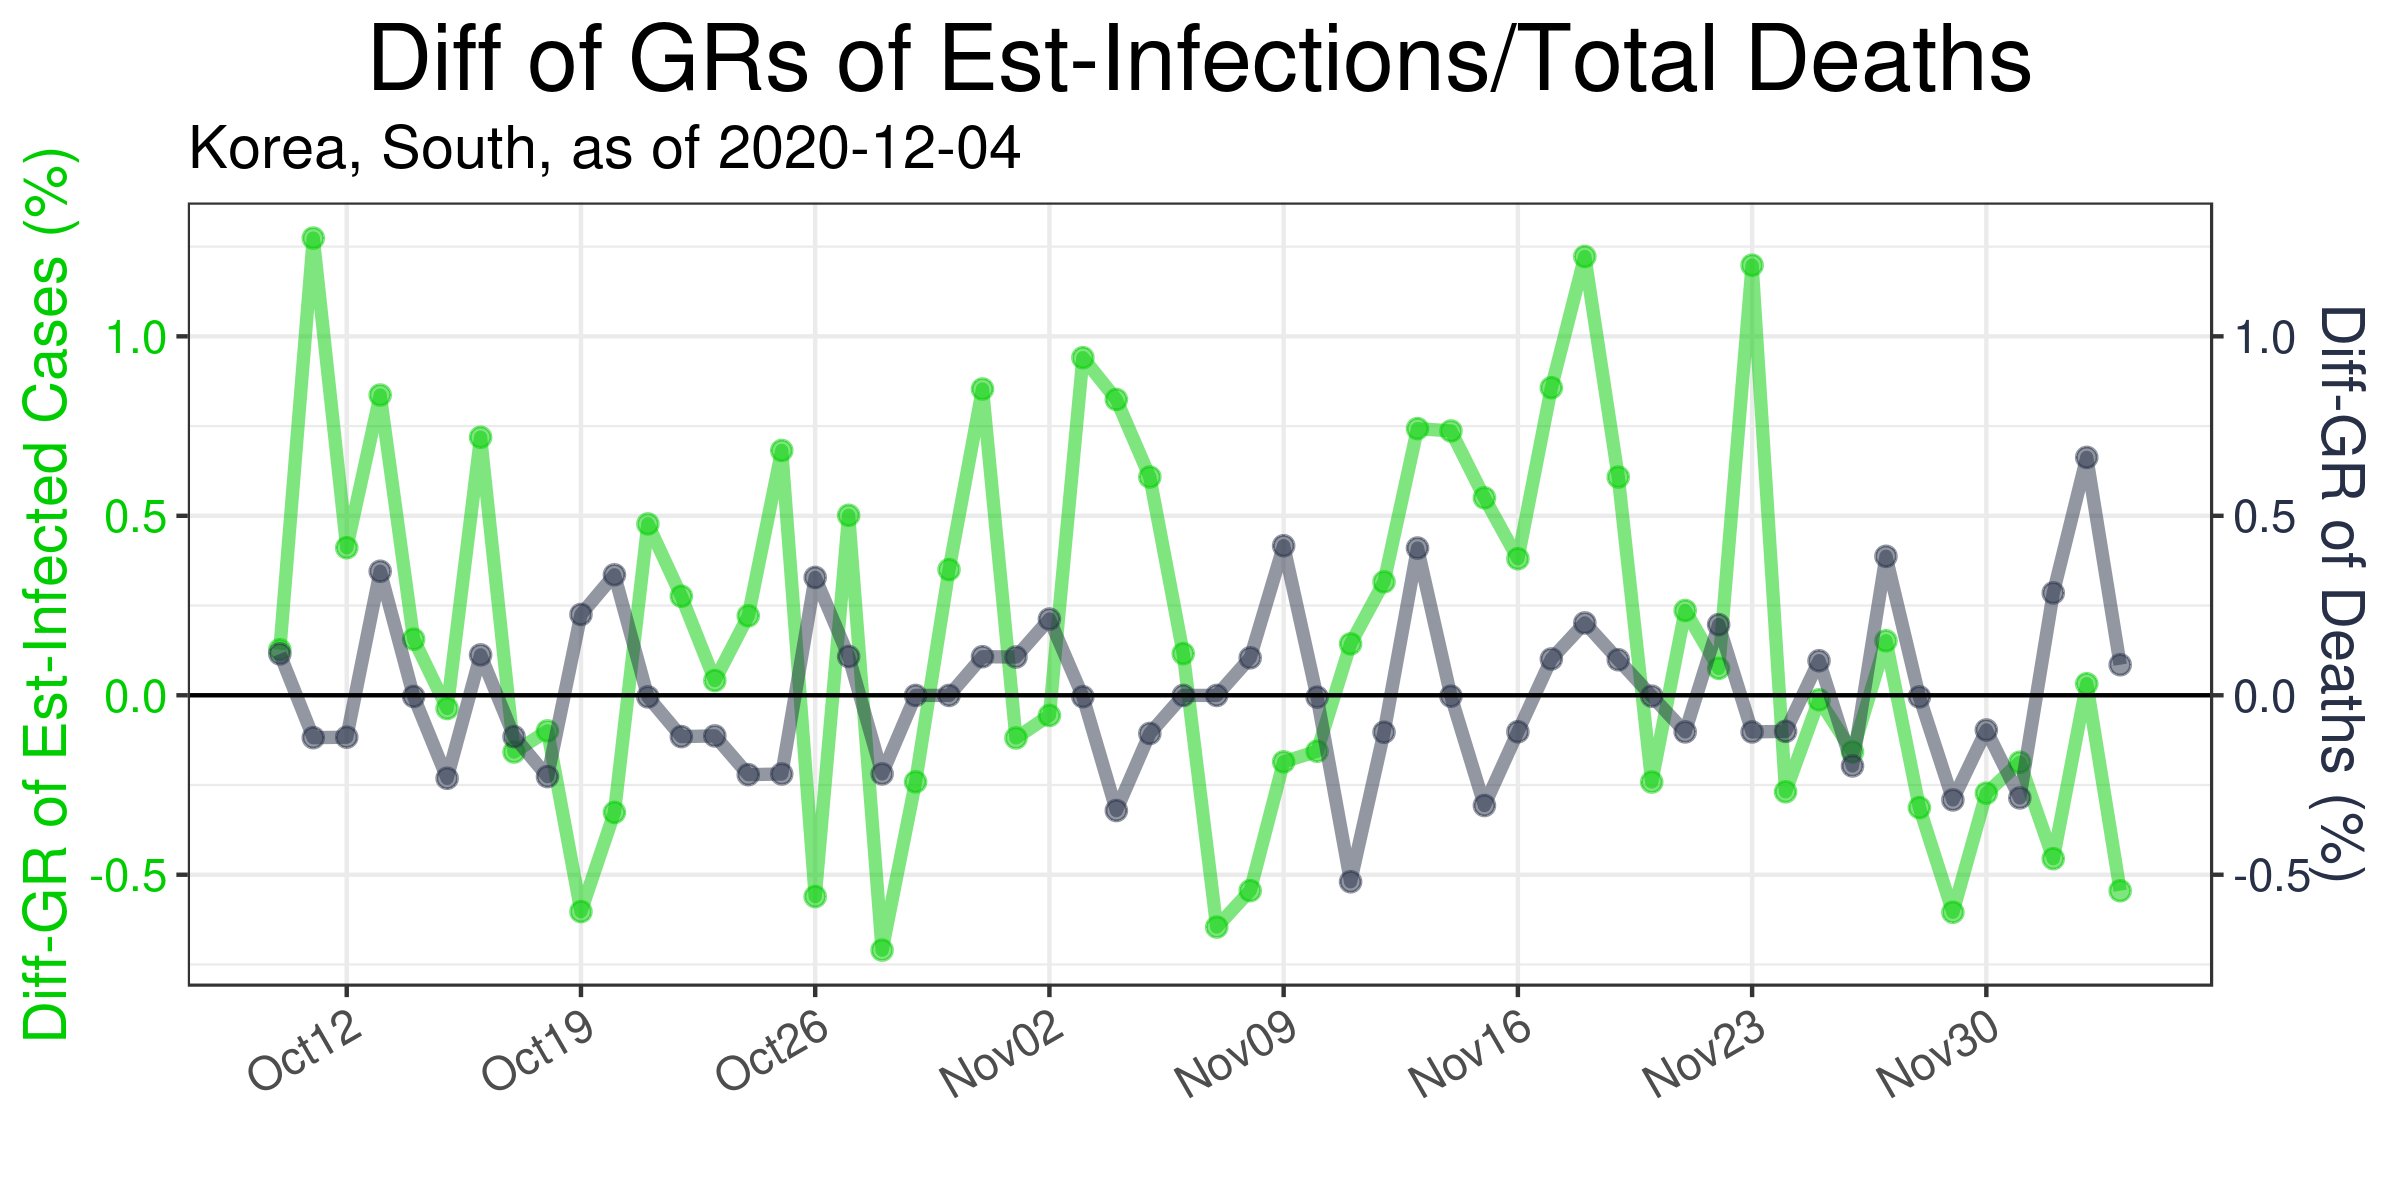 Diff of GRs of Est-Infections/Total Deaths
Korea, South, as of 2020-12-04
Diff-GR of Est-Infected Cases (%)
1.0
0.5
0.0
-0.5
1.0
0.5
0.0
-0.5
Diff-GR of Deaths (%)
Oct12
Oct19
Oct26
Nov02
Nov09
Nov16
Nov23
Nov30